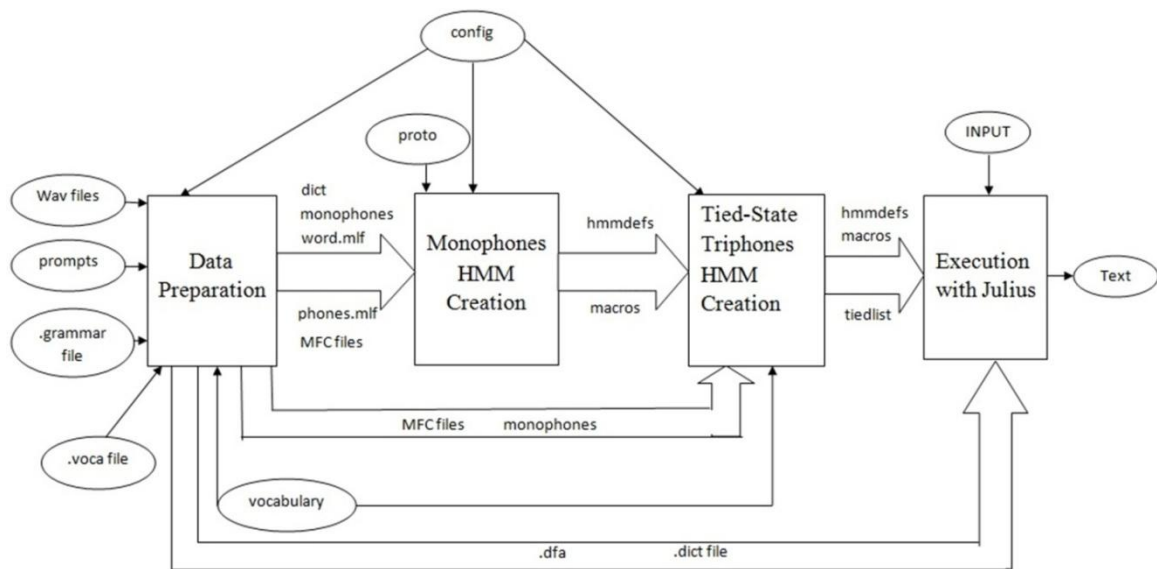 config
proto
INPUT
Wav files
prompts
.grammar
file
.voca file
Data
Preparation
dict
monophones
word.mlf
phones.mlf
MFC files
Monophones
HMM
Creation
hmmdefs
macros
Tied-State
Triphones
HMM
Creation
hmmdefs
macros
tiedlist
Execution
with Julius
Text
MFC files monophones
vocabulary
.dfa .dict file